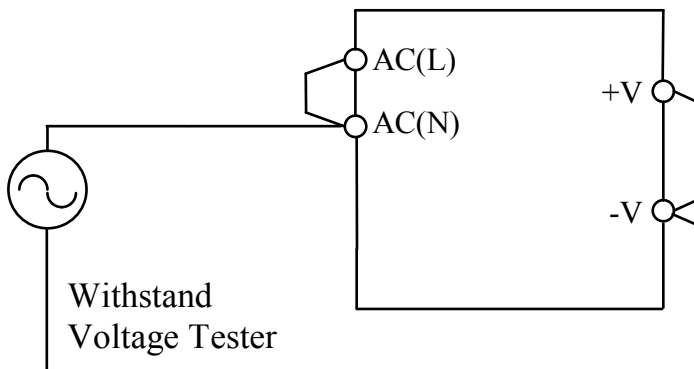 AC(L)
+V
AC(N)
-V
Withstand
Voltage Tester